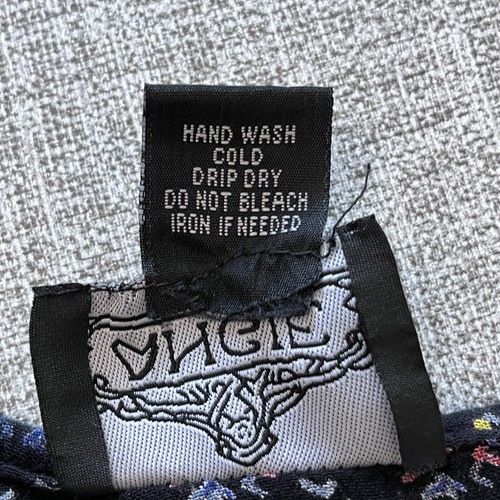 HAND WASH
COLD
DRIP DRY
DO NOT BLEACH
IRON IF NEEDED